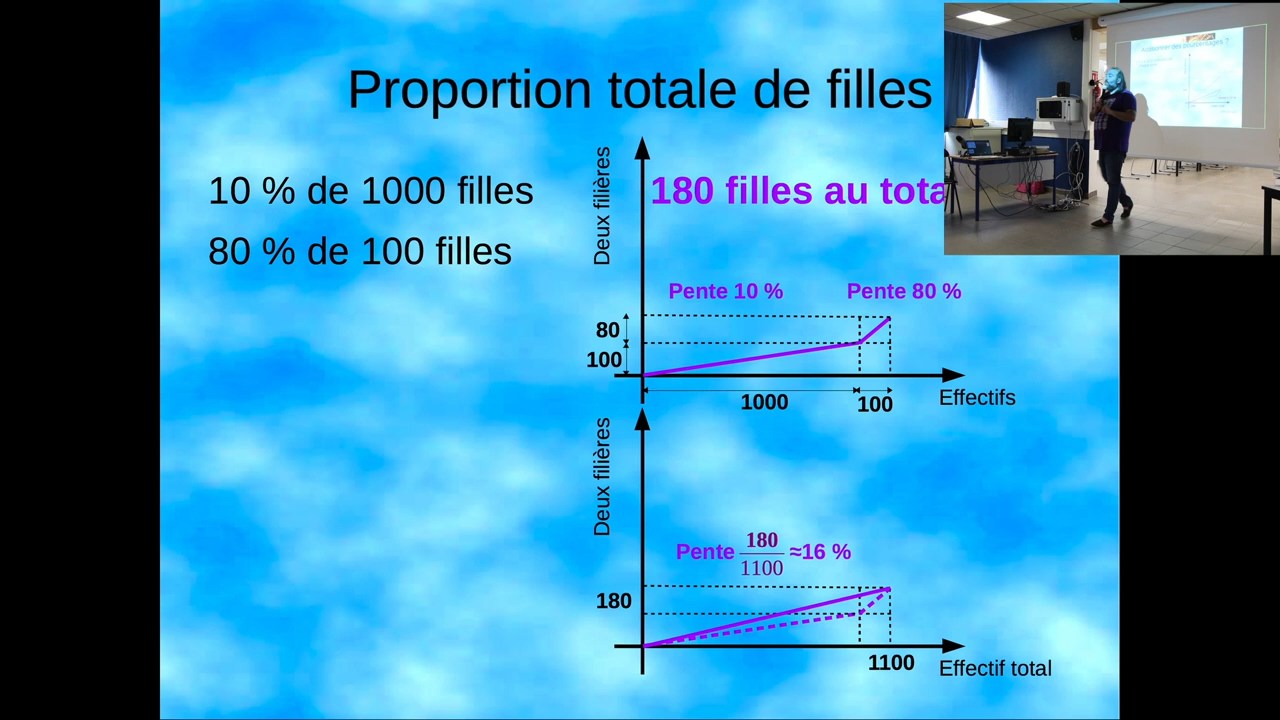 Proportion totale de filles
10 % de 1000 filles
80 % de 100 filles
Deux filières
180 filles au tota
Pente 10 %
Pente 80 %
80
100
1000
100
Effectifs
Deux filières
Pente 180/1100 ≈16 %
180
1100
Effectif total